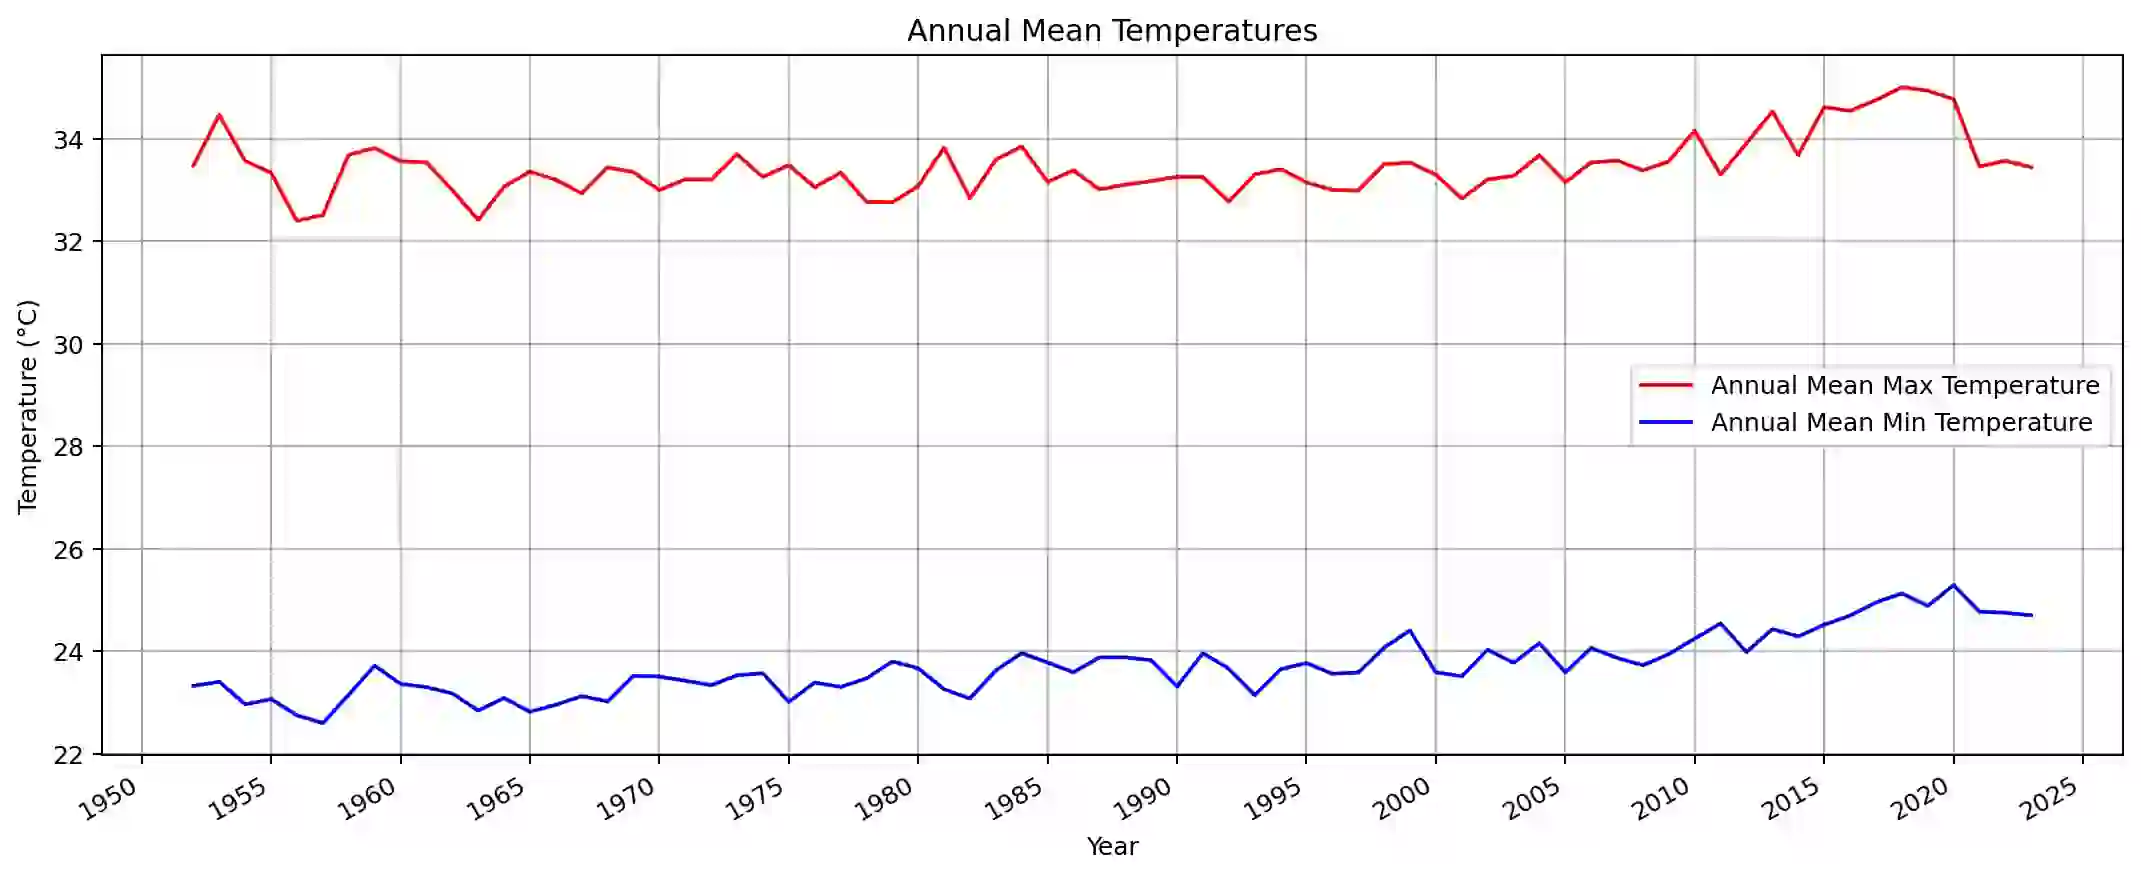 Annual Mean Temperatures
Temperature (°C)
34
32
30
28
26
24
22
Annual Mean Max Temperature
Annual Mean Min Temperature
1950 1955 1960 1965 1970 1975 1980 1985 1990 1995 2000 2005 2010 2015 2020 2025
Year